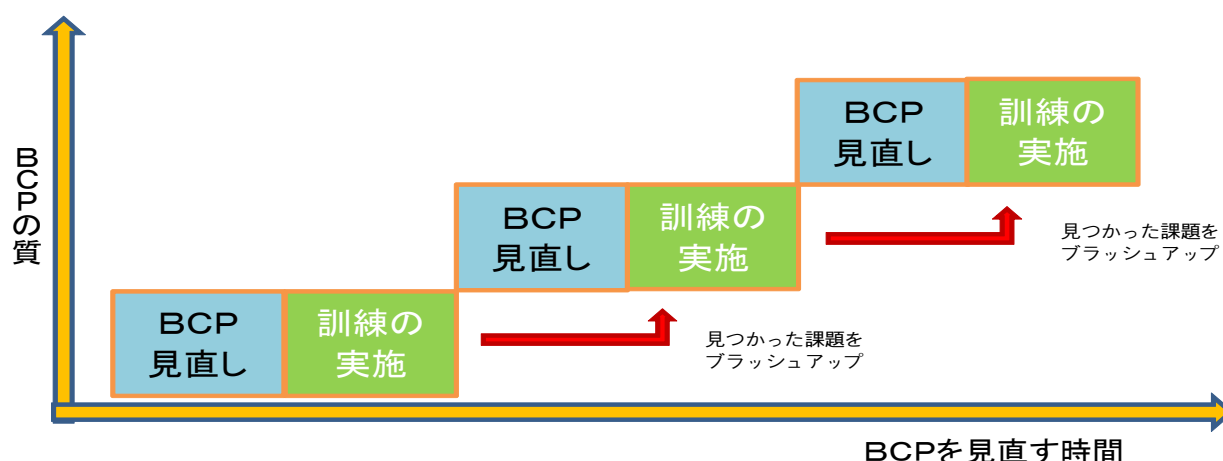 BCPの質
BCP
見直し
訓練の
実施
見つかった課題を
ブラッシュアップ
BCP
見直し
訓練の
実施
見つかった課題を
ブラッシュアップ
BCP
見直し
訓練の
実施
BCPを見直す時間